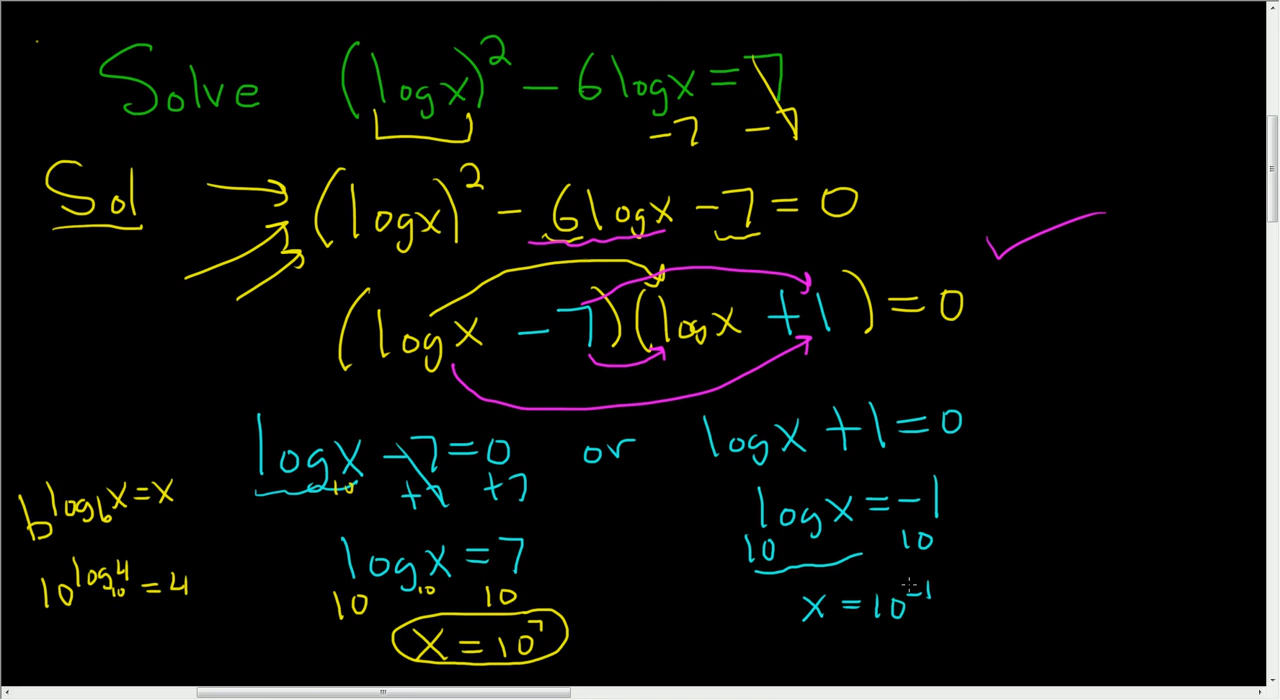 Solve (log x)² − 6 log x = 7
−7 −7
Sol (log x)² − 6 log x − 7 = 0
(log x − 7)(log x + 1) = 0
log₁₀ x − 7 = 0 or log x + 1 = 0
+7 +7
b^(log_b x) = x
log x = −1
10 10
log₁₀ x = 7
10 10
10^(log₁₀ 4) = 4
x = 10⁻¹
x = 10⁷